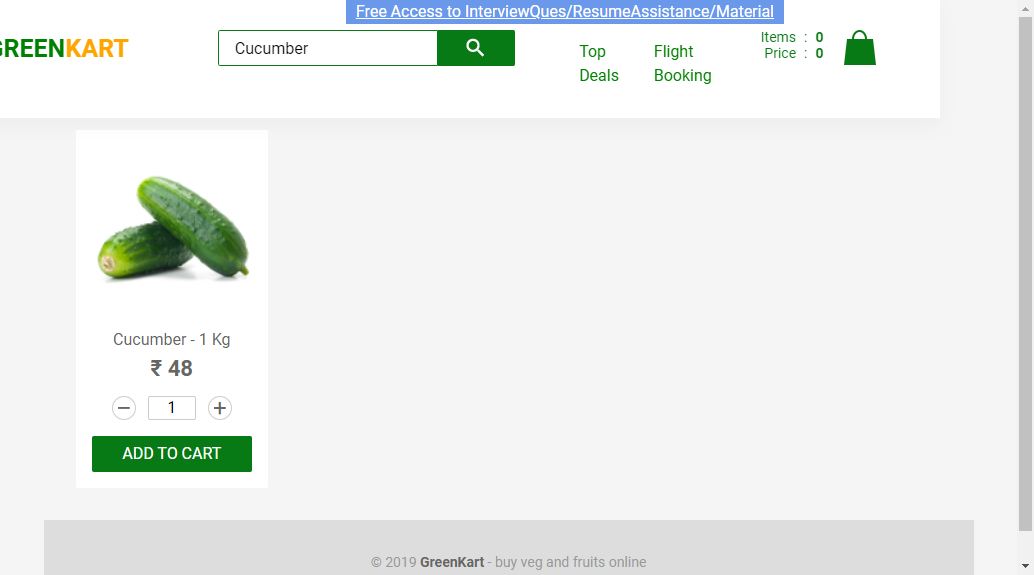 Free Access to InterviewQues/ResumeAssistance/Material
GREENKART
Cucumber
Top Deals
Flight Booking
Items : 0
Price : 0
Cucumber - 1 Kg
₹ 48
1
ADD TO CART
© 2019 GreenKart - buy veg and fruits online